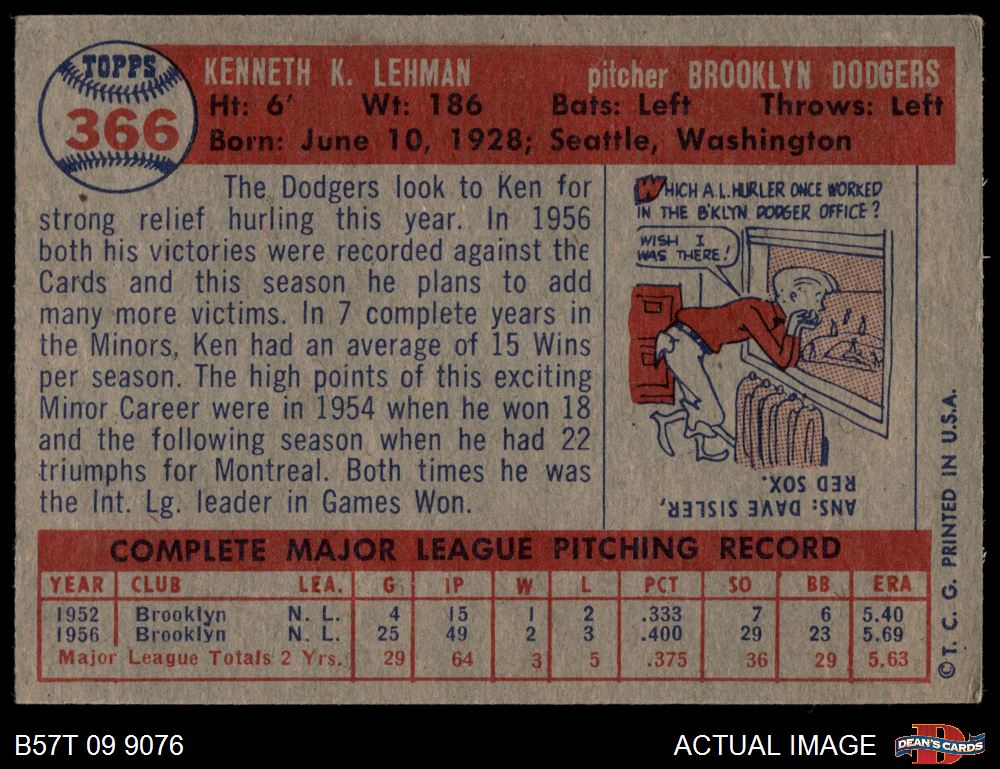 TOPPS
366
KENNETH K. LEHMAN pitcher BROOKLYN DODGERS
Ht: 6' Wt: 186 Bats: Left Throws: Left
Born: June 10, 1928; Seattle, Washington
The Dodgers look to Ken for
strong relief hurling this year. In 1956
both his victories were recorded against the
Cards and this season he plans to add
many more victims. In 7 complete years in
the Minors, Ken had an average of 15 Wins
per season. The high points of this exciting
Minor Career were in 1954 when he won 18
and the following season when he had 22
triumphs for Montreal. Both times he was
the Int. Lg. leader in Games Won.
WHICH A.L. HURLER ONCE WORKED
IN THE B'KLYN DODGER OFFICE?
WISH I
WAS THERE!
ANS: DAVE SISLER,
RED SOX.
© T. C. G. PRINTED IN U.S.A.
COMPLETE MAJOR LEAGUE PITCHING RECORD
YEAR CLUB LEA. G IP W L PCT SO BB ERA
1952 Brooklyn N. L. 4 15 1 2 .333 7 6 5.40
1956 Brooklyn N. L. 25 49 2 3 .400 29 23 5.69
Major League Totals 2 Yrs. 29 64 3 5 .375 36 29 5.63
B57T 09 9076
ACTUAL IMAGE
D
DEAN'S CARDS